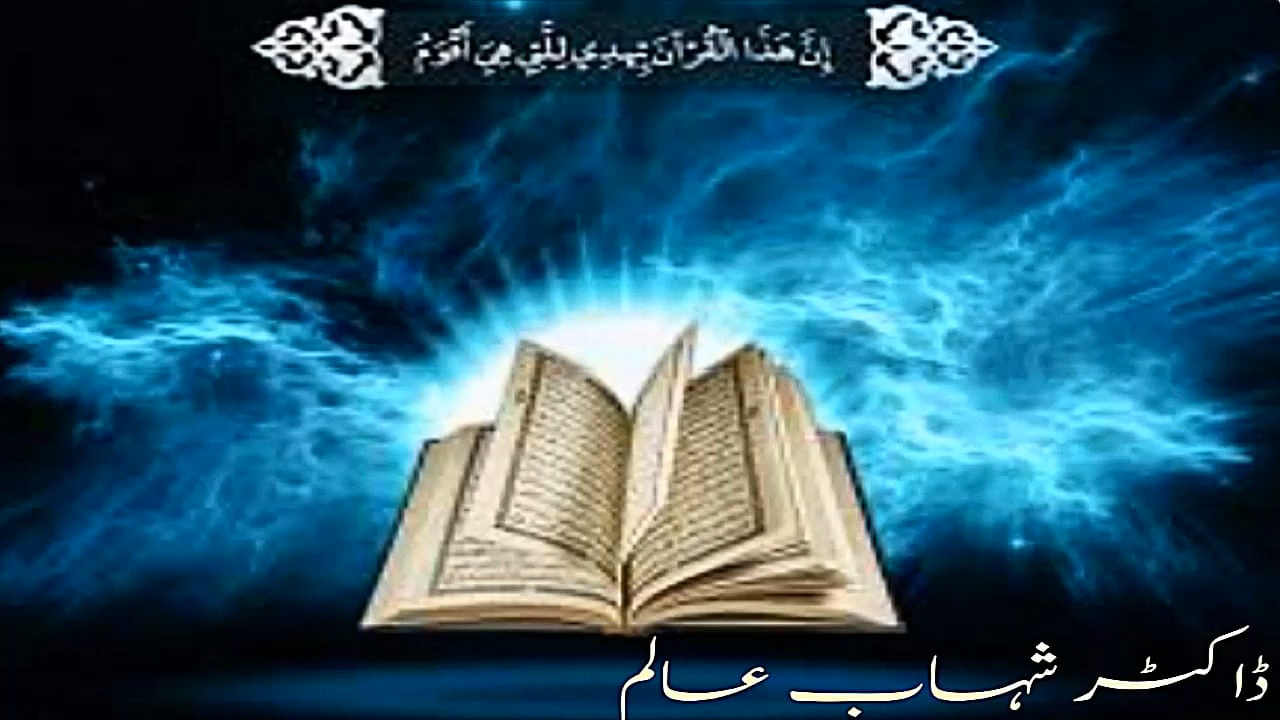 إِنَّ هَذَا الْقُرْآنَ يِهْدِي لِلَّتِي هِيَ أَقْوَمُ
ڈاکٹر شہاب عالم